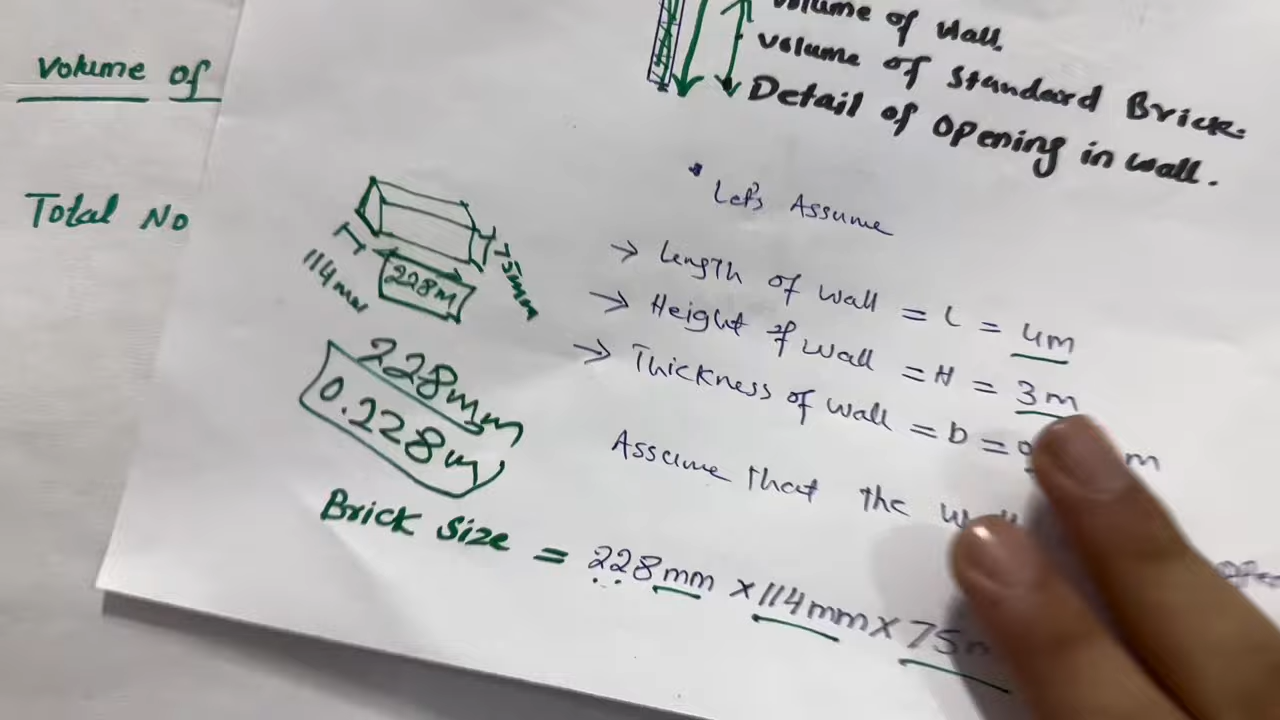 Volume of
Total No
Volume of Wall.
Volume of Standard Brick.
Detail of Opening in Wall.
Let's Assume
→ Length of Wall = L = 4m
→ Height of Wall = H = 3m
→ Thickness of Wall = b = m
Assume That The
114mm
228m
75mm
228mm
0.228m
Brick Size = 228mm × 114mm × 75